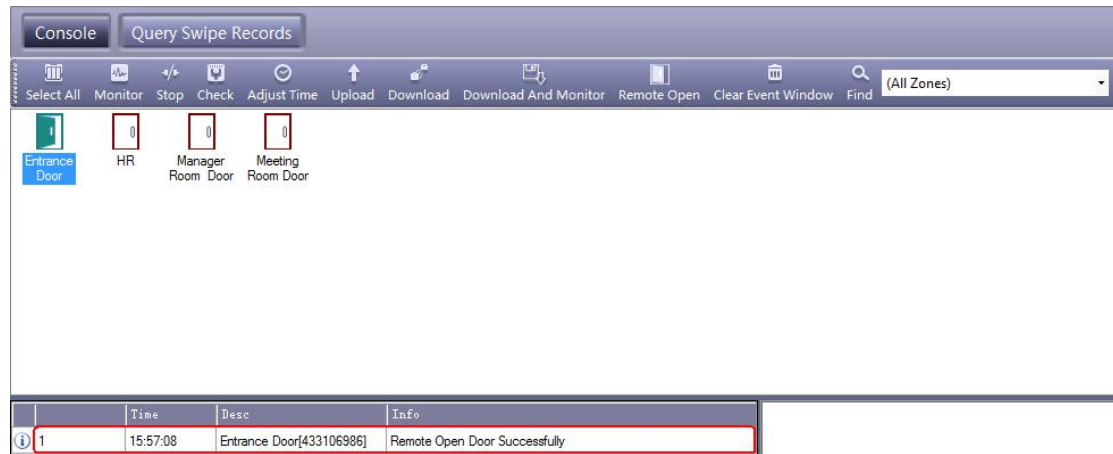 Console Query Swipe Records
Select All Monitor Stop Check Adjust Time Upload Download Download And Monitor Remote Open Clear Event Window Find (All Zones)
Entrance Door HR Manager Room Door Meeting Room Door
Time Desc Info
1 15:57:08 Entrance Door[433106986] Remote Open Door Successfully